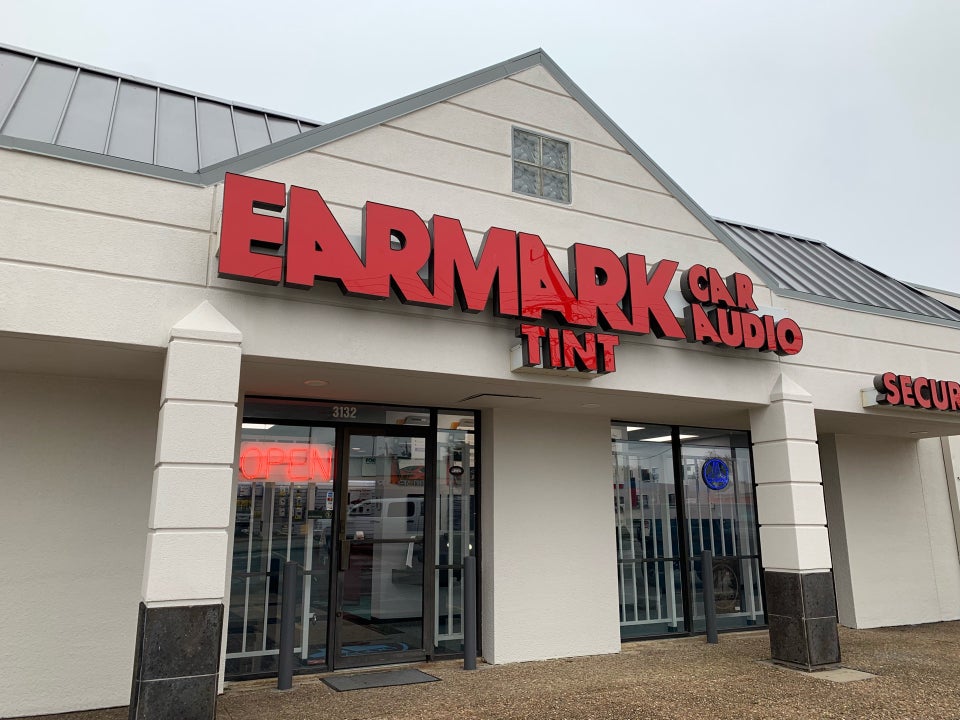 EARMARK
CAR
AUDIO
TINT
SECUR
3132
OPEN